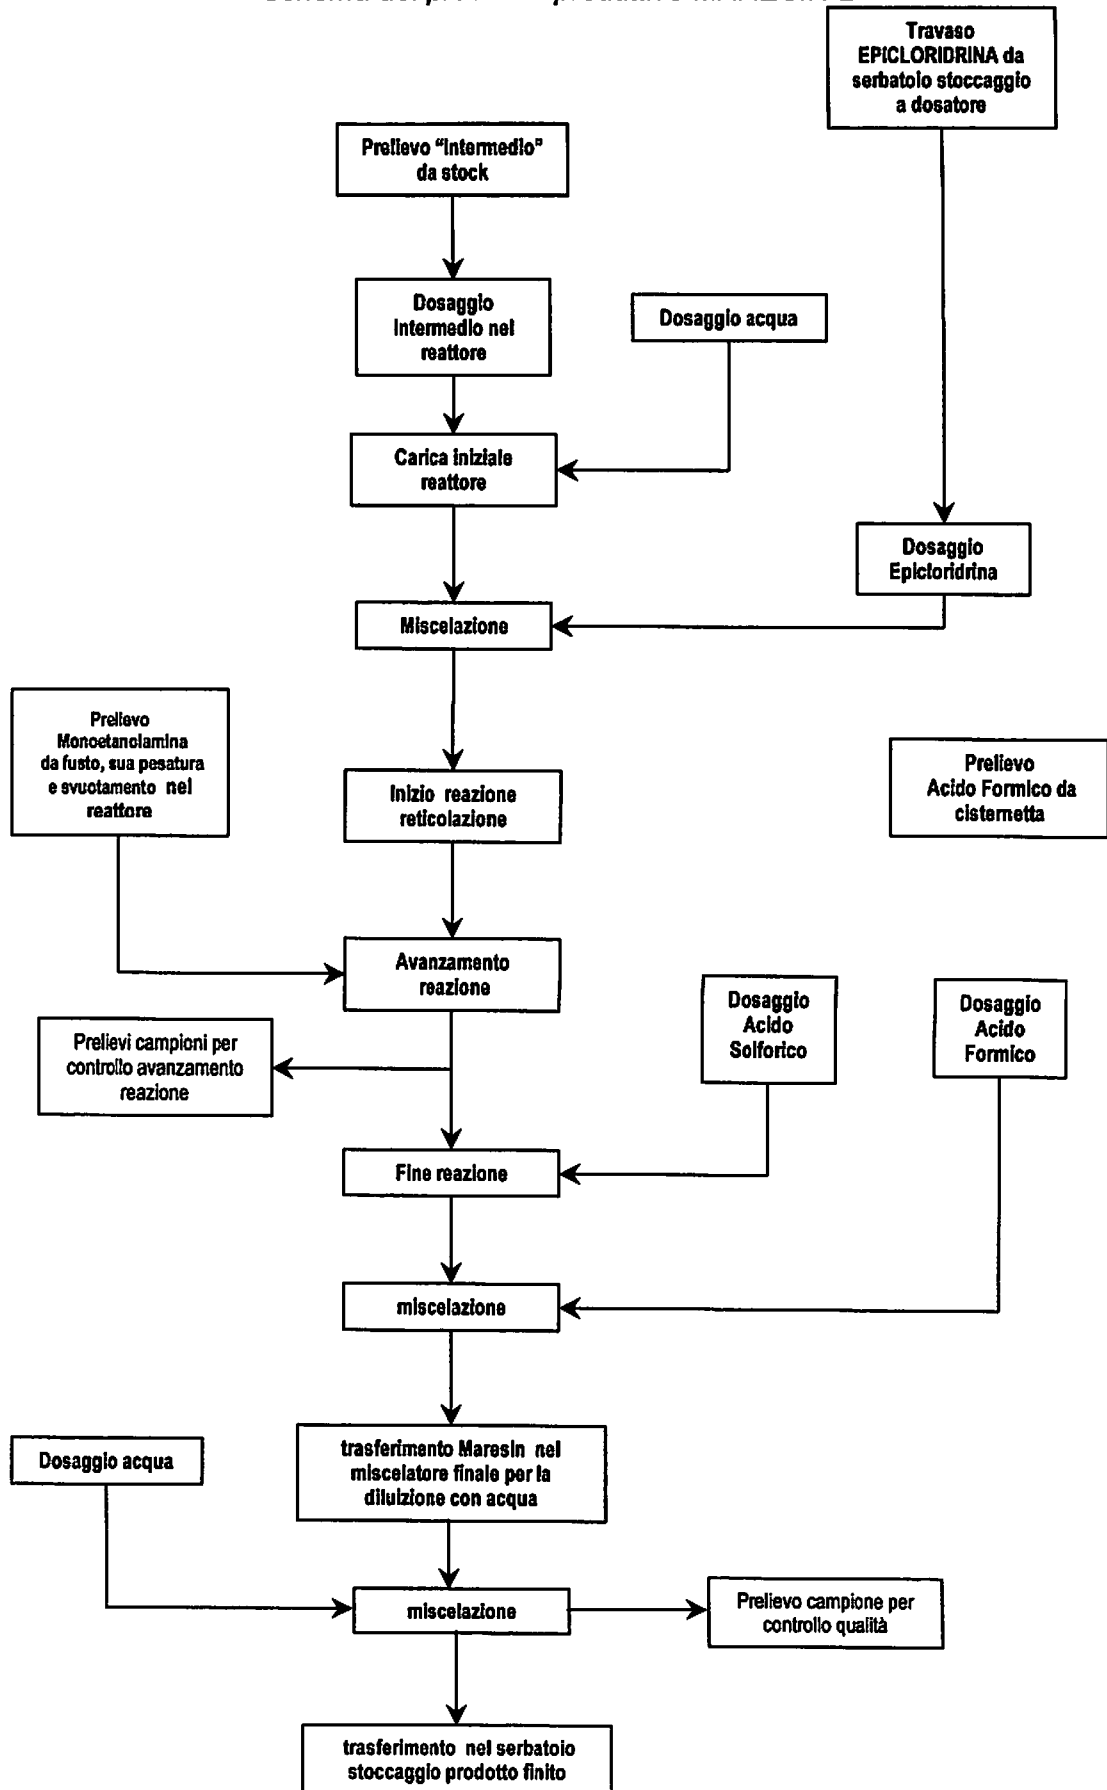 Travaso
EPICLORIDRINA da
serbatoio stoccaggio
a dosatore
Prelievo "Intermedio"
da stock
Dosaggio
Intermedio nel
reattore
Dosaggio acqua
Carica iniziale
reattore
Dosaggio
Epicloridrina
Miscelazione
Prelievo
Monoetanolamina
da fusto, sua pesatura
e svuotamento nel
reattore
Inizio reazione
reticolazione
Prelievo
Acido Formico da
cisternetta
Avanzamento
reazione
Prelievi campioni per
controllo avanzamento
reazione
Dosaggio
Acido
Solforico
Dosaggio
Acido
Formico
Fine reazione
miscelazione
Dosaggio acqua
trasferimento Maresin nel
miscelatore finale per la
diluizione con acqua
miscelazione
Prelievo campione per
controllo qualità
trasferimento nel serbatoio
stoccaggio prodotto finito